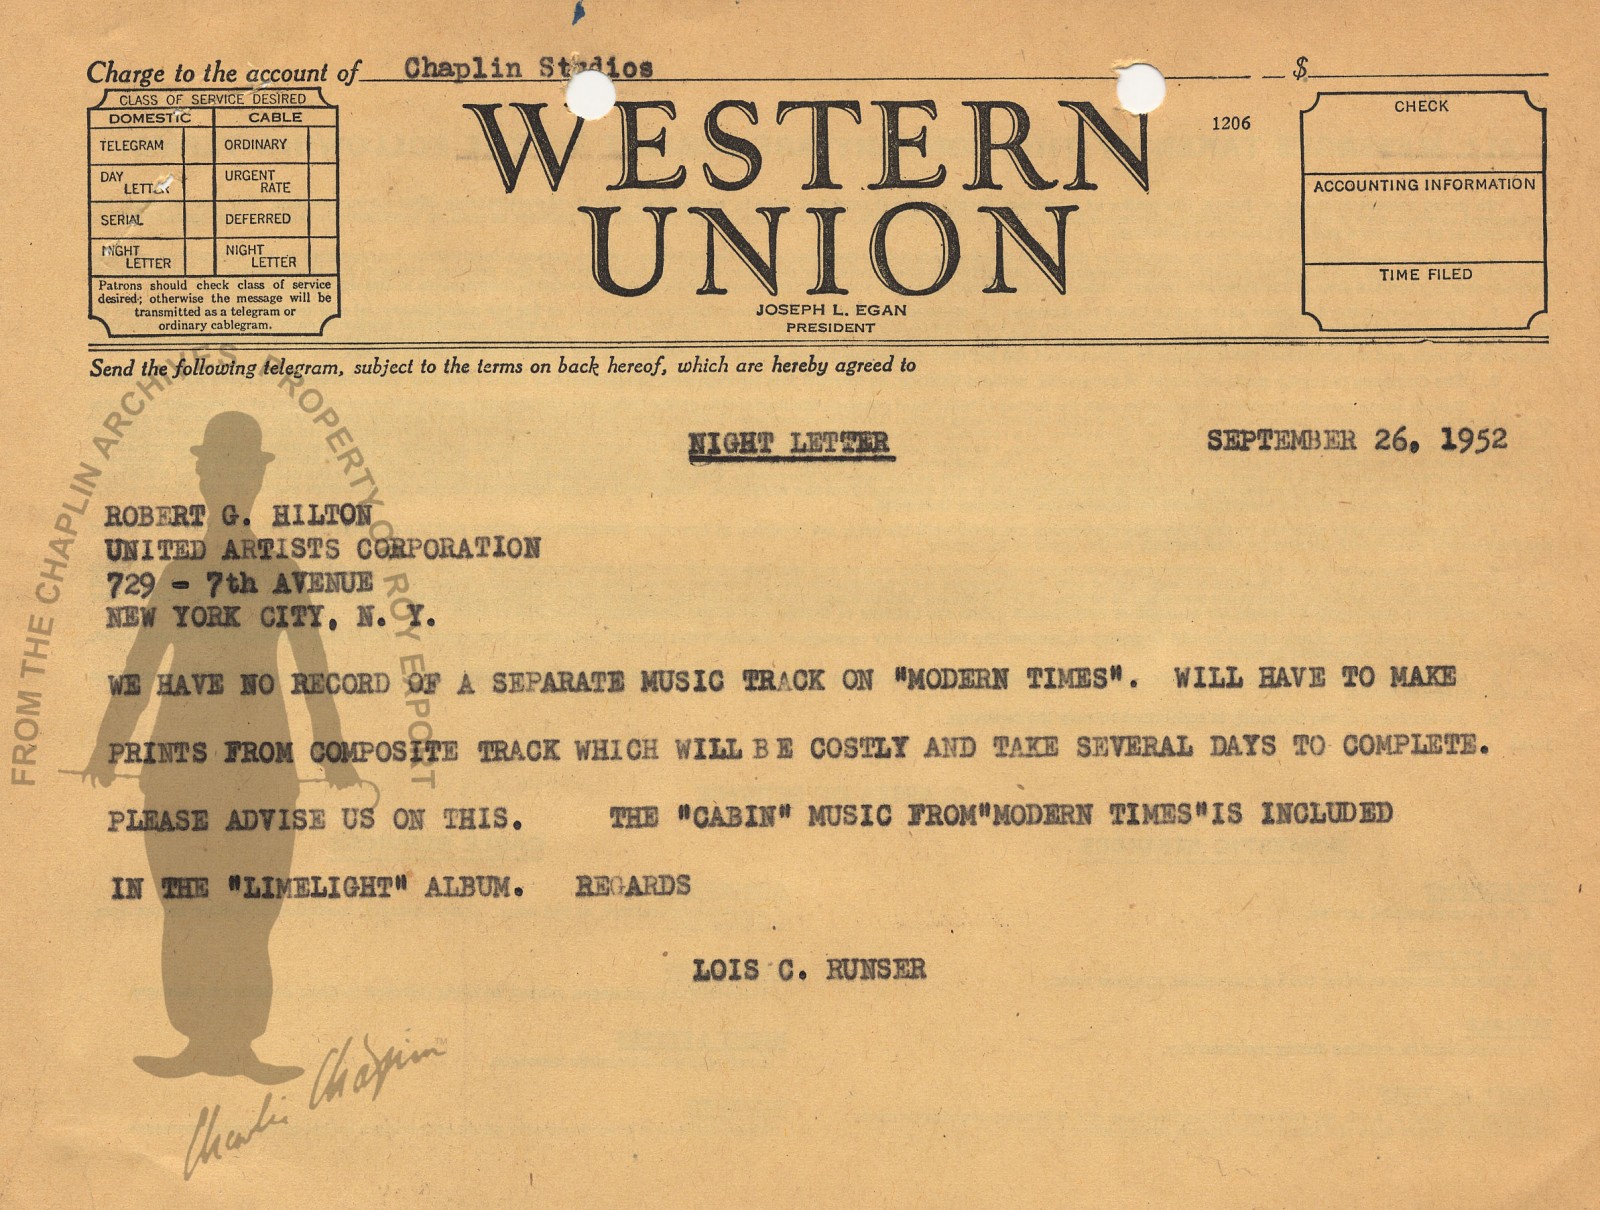 Charge to the account of Chaplin Studios $
CLASS OF SERVICE DESIRED
DOMESTIC CABLE
TELEGRAM ORDINARY
DAY LETTER URGENT RATE
SERIAL DEFERRED
NIGHT LETTER NIGHT LETTER
Patrons should check class of service
desired; otherwise the message will be
transmitted as a telegram or
ordinary cablegram.
WESTERN
UNION
JOSEPH L. EGAN
PRESIDENT
1206
CHECK
ACCOUNTING INFORMATION
TIME FILED
Send the following telegram, subject to the terms on back hereof, which are hereby agreed to
NIGHT LETTER SEPTEMBER 26, 1952
ROBERT G. HILTON
UNITED ARTISTS CORPORATION
729 - 7th AVENUE
NEW YORK CITY, N. Y.
WE HAVE NO RECORD OF A SEPARATE MUSIC TRACK ON "MODERN TIMES". WILL HAVE TO MAKE
PRINTS FROM COMPOSITE TRACK WHICH WILL BE COSTLY AND TAKE SEVERAL DAYS TO COMPLETE.
PLEASE ADVISE US ON THIS. THE "CABIN" MUSIC FROM"MODERN TIMES"IS INCLUDED
IN THE "LIMELIGHT" ALBUM. REGARDS
LOIS C. RUNSER
FROM THE CHAPLIN ARCHIVES PROPERTY OF ROY EXPORT
Charlie Chaplin